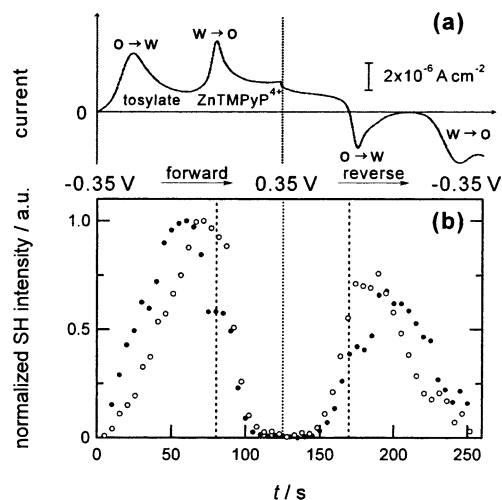 (a)
O → W
W → O
2x10⁻⁶ A cm⁻²
tosylate
ZnTMPyP⁴⁺
current
0
O → W
W → O
-0.35 V
forward
0.35 V
reverse
-0.35 V
(b)
normalized SH intensity / a.u.
1.0
0.5
0
0
50
100
150
200
250
t / s